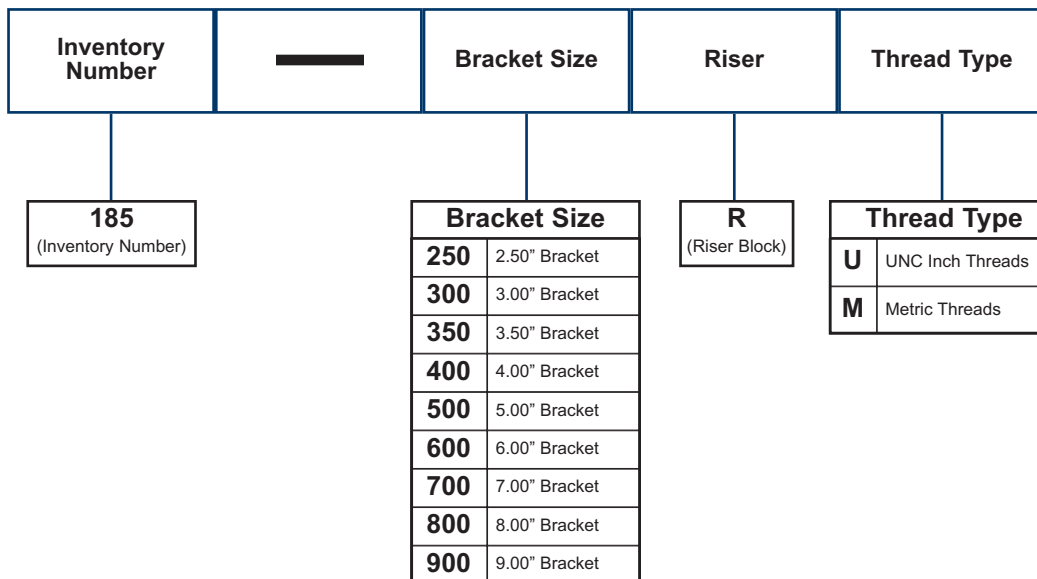 Inventory
Number
Bracket Size
Riser
Thread Type
185
(Inventory Number)
Bracket Size
250 2.50” Bracket
300 3.00” Bracket
350 3.50” Bracket
400 4.00” Bracket
500 5.00” Bracket
600 6.00” Bracket
700 7.00” Bracket
800 8.00” Bracket
900 9.00” Bracket
R
(Riser Block)
Thread Type
U UNC Inch Threads
M Metric Threads